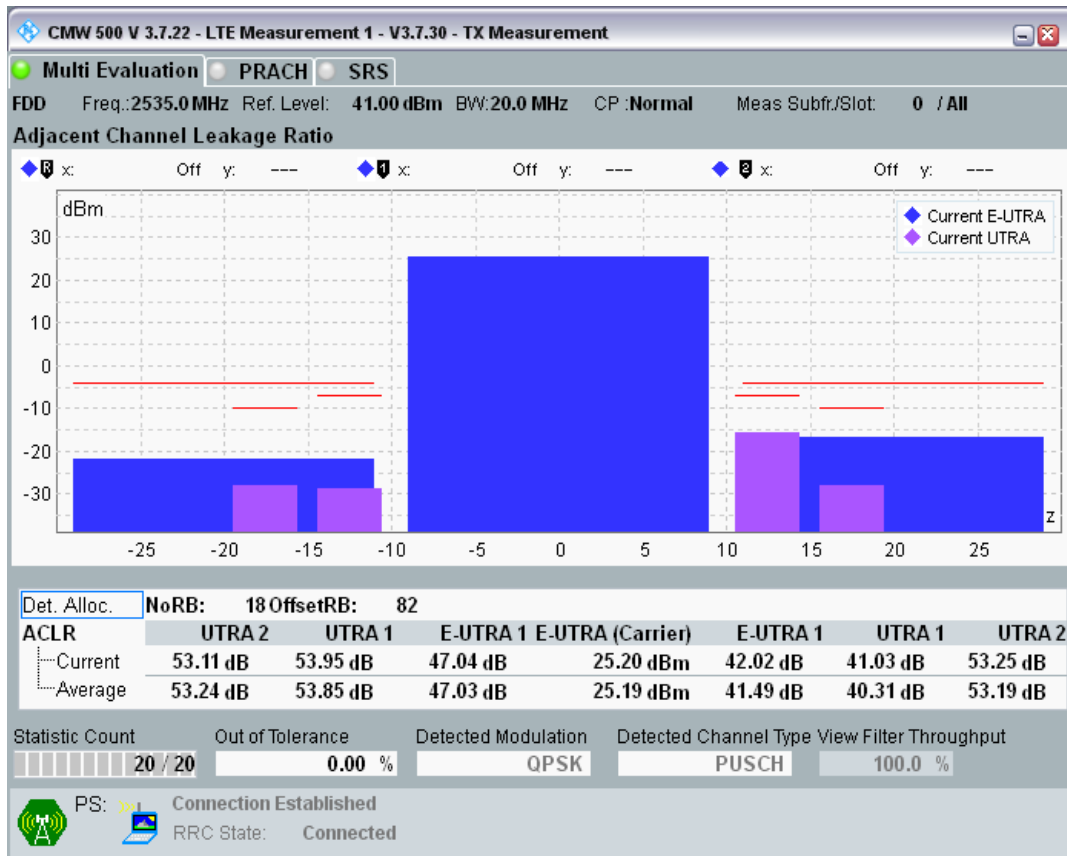 CMW 500 V 3.7.22 - LTE Measurement 1 - V3.7.30 - TX Measurement
Multi Evaluation PRACH SRS
FDD Freq.:2535.0 MHz Ref. Level: 41.00 dBm BW:20.0 MHz CP :Normal Meas Subfr./Slot: 0 / All
Adjacent Channel Leakage Ratio
R x: Off y: --- 1 x: Off y: --- 2 x: Off y: ---
dBm
Current E-UTRA
Current UTRA
30
20
10
0
-10
-20
-30
z
-25 -20 -15 -10 -5 0 5 10 15 20 25
Det. Alloc. NoRB: 18 OffsetRB: 82
ACLR UTRA 2 UTRA 1 E-UTRA 1 E-UTRA (Carrier) E-UTRA 1 UTRA 1 UTRA 2
Current 53.11 dB 53.95 dB 47.04 dB 25.20 dBm 42.02 dB 41.03 dB 53.25 dB
Average 53.24 dB 53.85 dB 47.03 dB 25.19 dBm 41.49 dB 40.31 dB 53.19 dB
Statistic Count Out of Tolerance Detected Modulation Detected Channel Type View Filter Throughput
20 / 20 0.00 % QPSK PUSCH 100.0 %
PS: Connection Established
RRC State: Connected